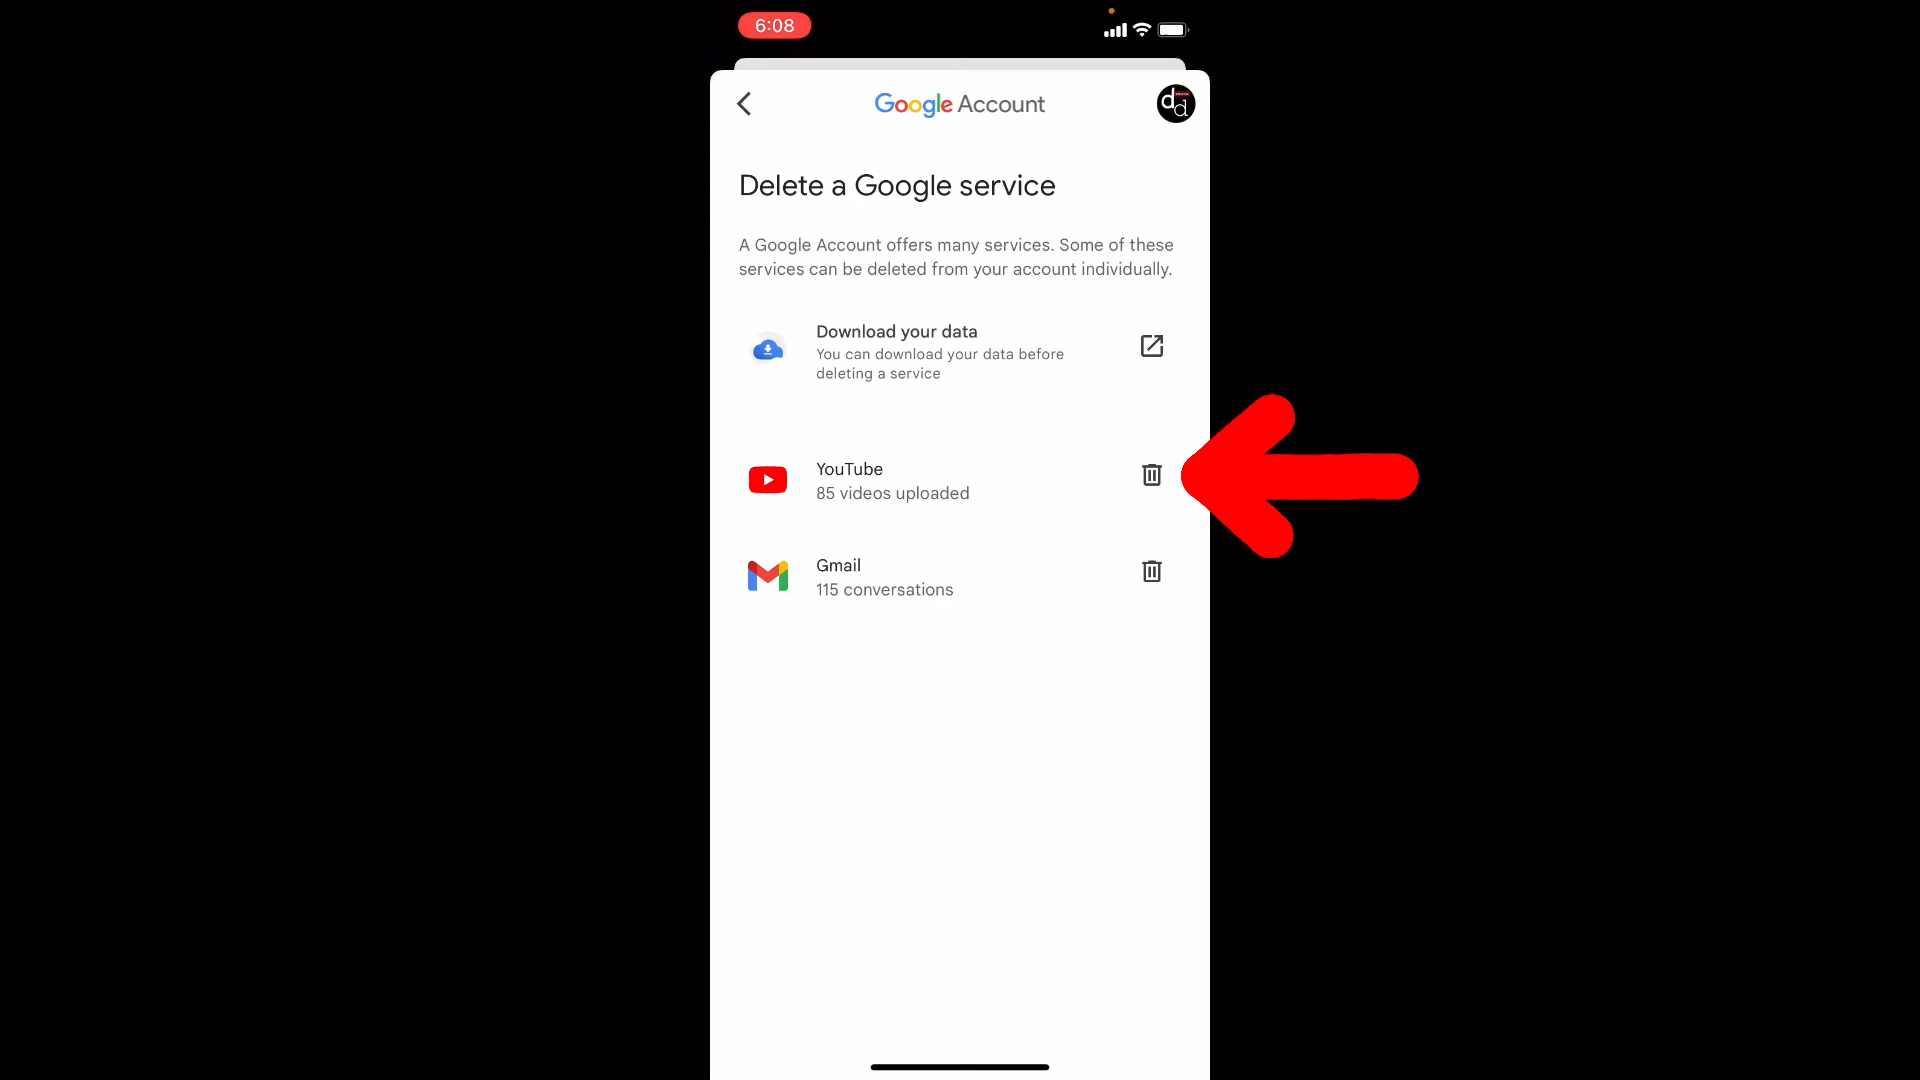 6:08
Google Account
dd
Delete a Google service
A Google Account offers many services. Some of these
services can be deleted from your account individually.
Download your data
You can download your data before
deleting a service
YouTube
85 videos uploaded
Gmail
115 conversations